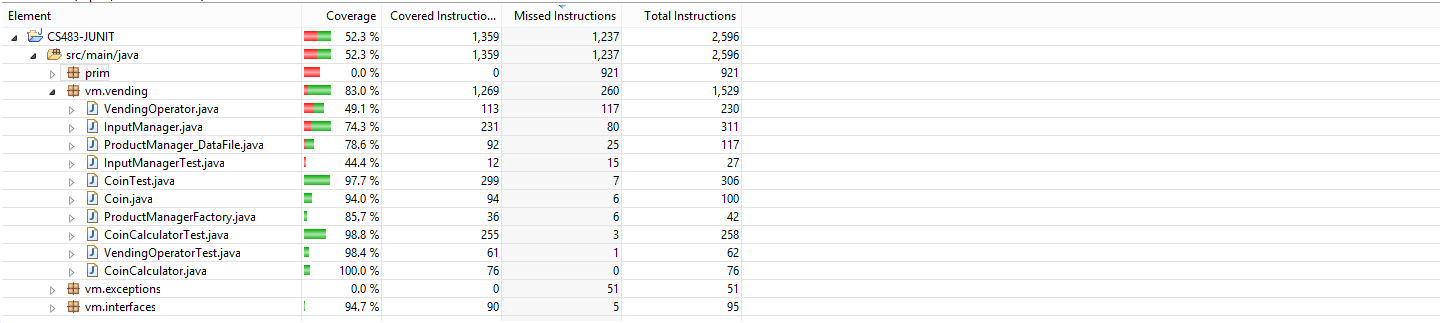 Element Coverage Covered Instructio... Missed Instructions Total Instructions
CS483-JUNIT 52.3 % 1,359 1,237 2,596
src/main/java 52.3 % 1,359 1,237 2,596
prim 0.0 % 0 921 921
vm.vending 83.0 % 1,269 260 1,529
VendingOperator.java 49.1 % 113 117 230
InputManager.java 74.3 % 231 80 311
ProductManager_DataFile.java 78.6 % 92 25 117
InputManagerTest.java 44.4 % 12 15 27
CoinTest.java 97.7 % 299 7 306
Coin.java 94.0 % 94 6 100
ProductManagerFactory.java 85.7 % 36 6 42
CoinCalculatorTest.java 98.8 % 255 3 258
VendingOperatorTest.java 98.4 % 61 1 62
CoinCalculator.java 100.0 % 76 0 76
vm.exceptions 0.0 % 0 51 51
vm.interfaces 94.7 % 90 5 95